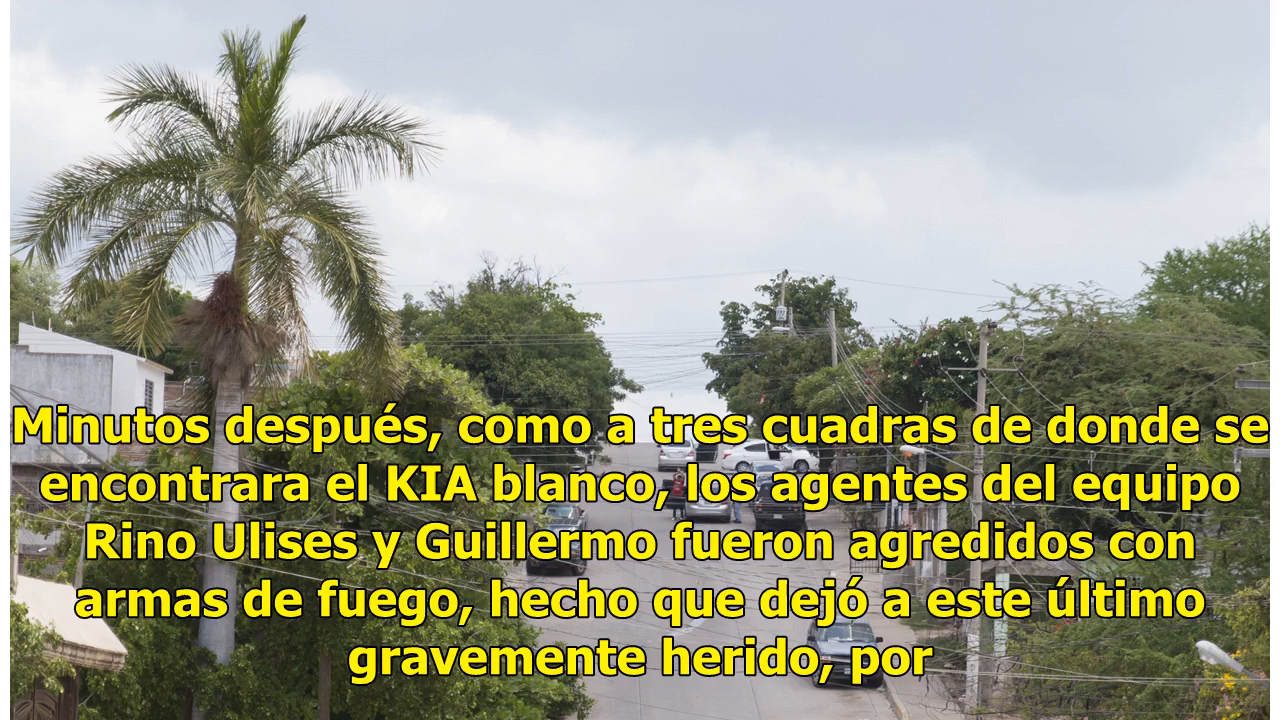 Minutos después, como a tres cuadras de donde se
encontrara el KIA blanco, los agentes del equipo
Rino Ulises y Guillermo fueron agredidos con
armas de fuego, hecho que dejó a este último
gravemente herido, por